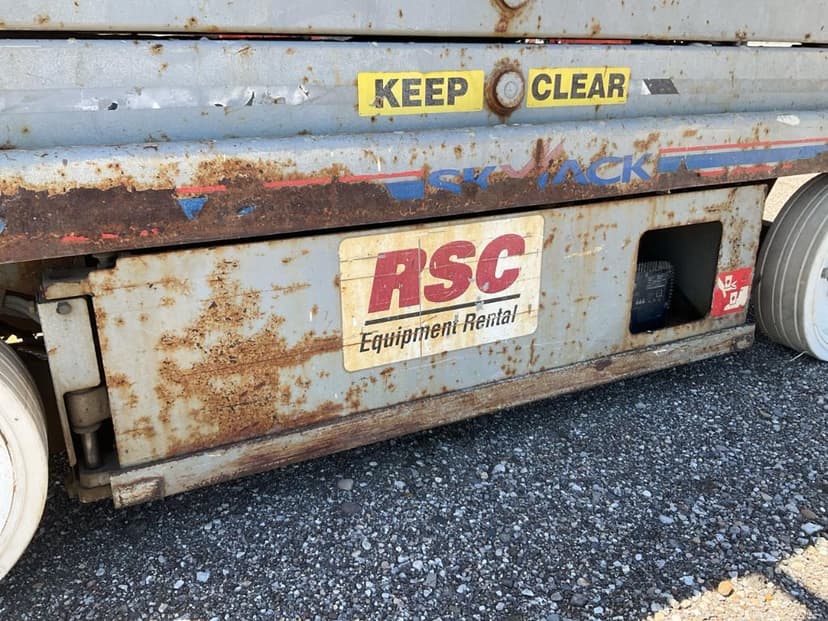 KEEP CLEAR
SKYJACK
RSC
Equipment Rental